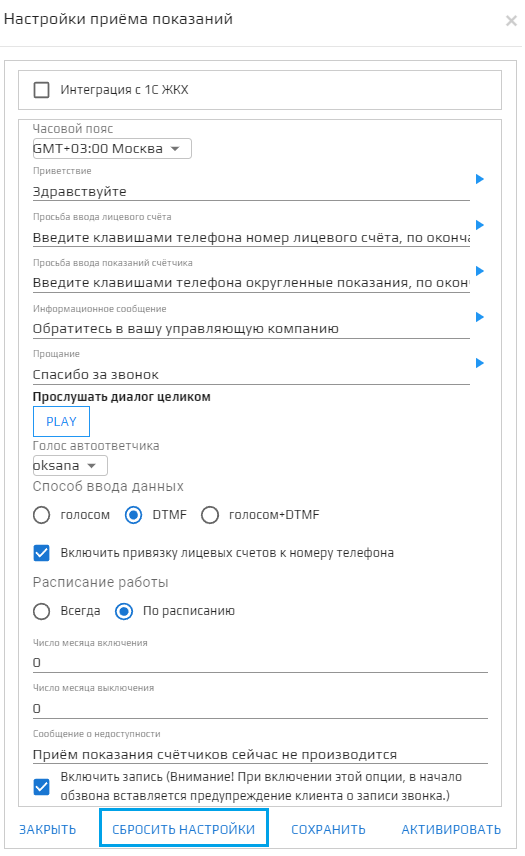 Настройки приёма показаний
Интеграция с 1С ЖКХ
Часовой пояс
GMT+03:00 Москва
Приветствие
Здравствуйте
Просьба ввода лицевого счёта
Введите клавишами телефона номер лицевого счёта, по
Просьба ввода показаний счётчика
Введите клавишами телефона округленные показания, по
Информационное сообщение
Обратитесь в вашу управляющую компанию
Прощание
Спасибо за звонок
Прослушать диалог целиком
PLAY
Голос автоответчика
oksana
Способ ввода данных
голосом DTMF голосом+DTMF
Включить привязку лицевых счетов к номеру телефона
Расписание работы
Всегда По расписанию
Число месяца включения
0
Число месяца выключения
0
Сообщение о недоступности
Приём показания счётчиков сейчас не производится
Включить запись (Внимание! При включении этой опции, в начало
обзвона вставляется предупреждение клиента о записи звонка.)
ЗАКРЫТЬ СБРОСИТЬ НАСТРОЙКИ СОХРАНИТЬ АКТИВИРОВАТЬ